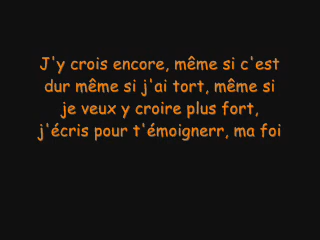 J'y crois encore, même si c'est
dur même si j'ai tort, même si
je veux y croire plus fort,
j'écris pour t'émoignerr, ma foi